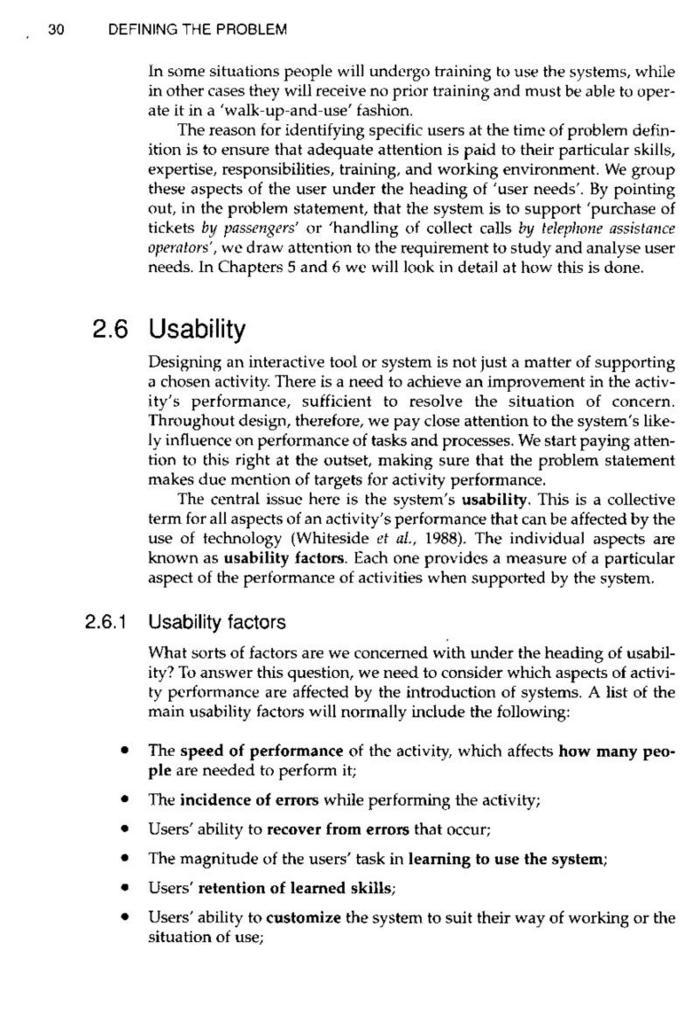 30 DEFINING THE PROBLEM
In some situations people will undergo training to use the systems, while
in other cases they will receive no prior training and must be able to oper-
ate it in a 'walk-up-and-use' fashion.
The reason for identifying specific users at the time of problem defin-
ition is to ensure that adequate attention is paid to their particular skills,
expertise, responsibilities, training, and working environment. We group
these aspects of the user under the heading of 'user needs'. By pointing
out, in the problem statement, that the system is to support 'purchase of
tickets by passengers' or 'handling of collect calls by telephone assistance
operators', we draw attention to the requirement to study and analyse user
needs. In Chapters 5 and 6 we will look in detail at how this is done.
2.6 Usability
Designing an interactive tool or system is not just a matter of supporting
a chosen activity. There is a need to achieve an improvement in the activ-
ity's performance, sufficient to resolve the situation of concern.
Throughout design, therefore, we pay close attention to the system's like-
ly influence on performance of tasks and processes. We start paying atten-
tion to this right at the outset, making sure that the problem statement
makes due mention of targets for activity performance.
The central issue here is the system's usability. This is a collective
term for all aspects of an activity's performance that can be affected by the
use of technology (Whiteside et al., 1988). The individual aspects are
known as usability factors. Each one provides a measure of a particular
aspect of the performance of activities when supported by the system.
2.6.1 Usability factors
What sorts of factors are we concerned with under the heading of usabil-
ity? To answer this question, we need to consider which aspects of activi-
ty performance are affected by the introduction of systems. A list of the
main usability factors will normally include the following:
• The speed of performance of the activity, which affects how many peo-
ple are needed to perform it;
• The incidence of errors while performing the activity;
• Users' ability to recover from errors that occur;
• The magnitude of the users' task in learning to use the system;
• Users' retention of learned skills;
• Users' ability to customize the system to suit their way of working or the
situation of use;